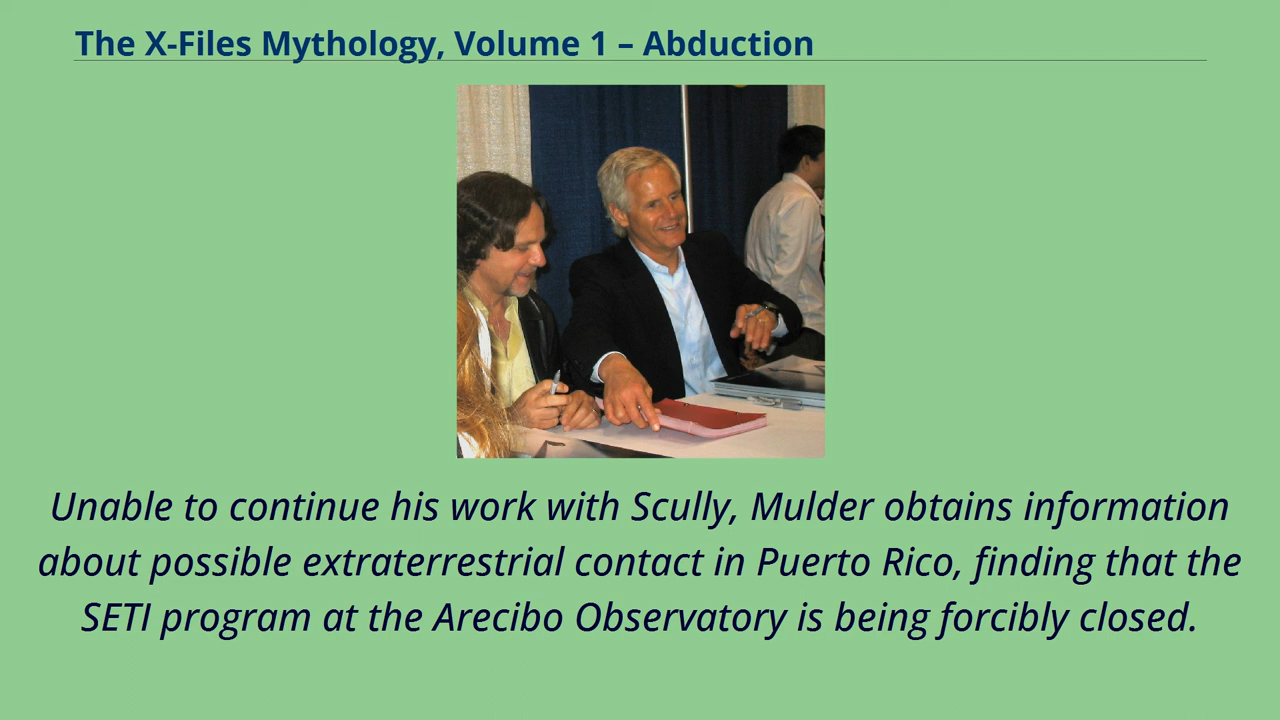 The X-Files Mythology, Volume 1 – Abduction
Unable to continue his work with Scully, Mulder obtains information
about possible extraterrestrial contact in Puerto Rico, finding that the
SETI program at the Arecibo Observatory is being forcibly closed.